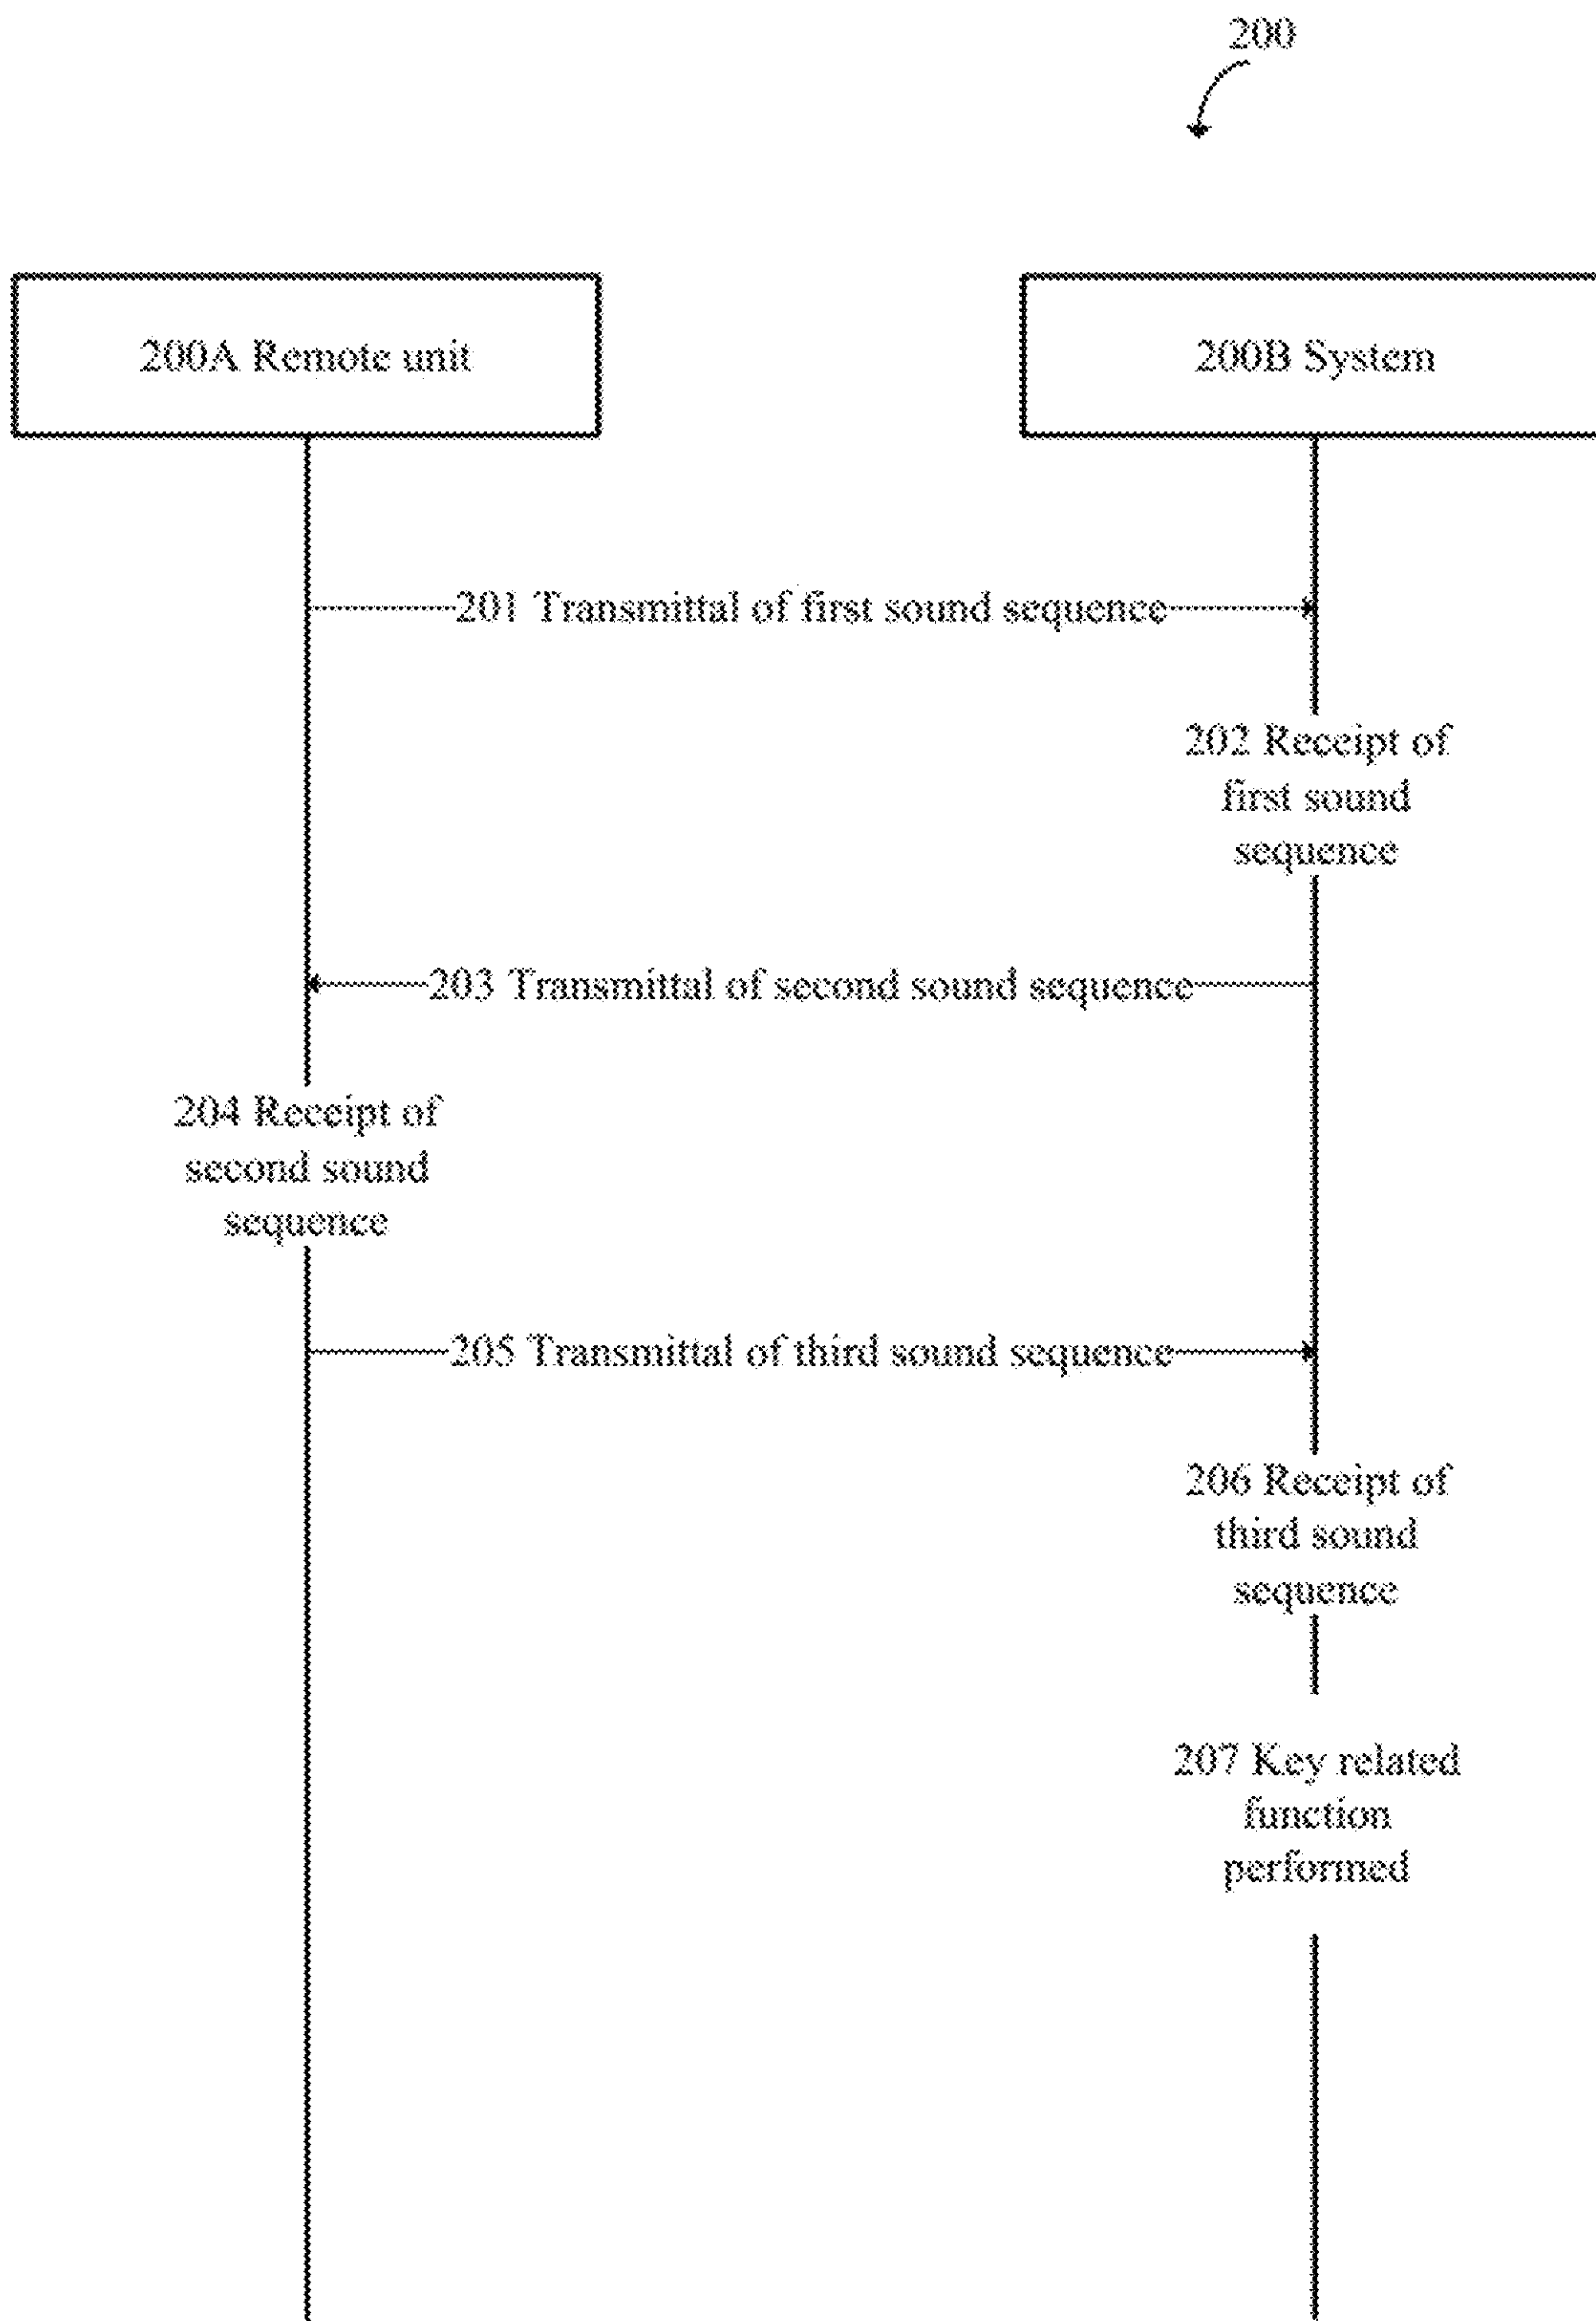 200
200A Remote unit
200B System
201 Transmittal of first sound sequence
202 Receipt of
first sound
sequence
203 Transmittal of second sound sequence
204 Receipt of
second sound
sequence
205 Transmittal of third sound sequence
206 Receipt of
third sound
sequence
207 Key related
function
performed